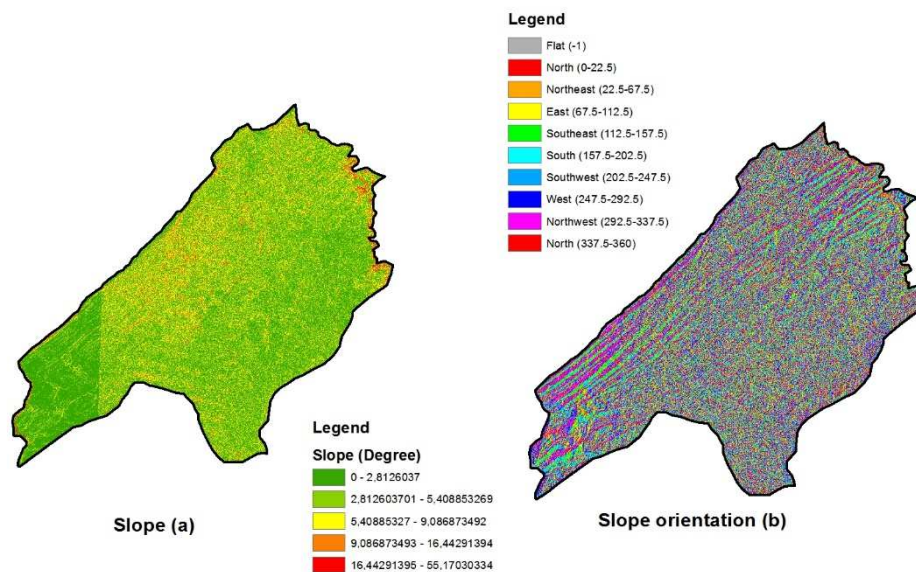 Legend
Flat (-1)
North (0-22.5)
Northeast (22.5-67.5)
East (67.5-112.5)
Southeast (112.5-157.5)
South (157.5-202.5)
Southwest (202.5-247.5)
West (247.5-292.5)
Northwest (292.5-337.5)
North (337.5-360)
Legend
Slope (Degree)
0 - 2,8126037
2,812603701 - 5,408853269
5,40885327 - 9,086873492
9,086873493 - 16,44291394
16,44291395 - 55,17030334
Slope (a)
Slope orientation (b)